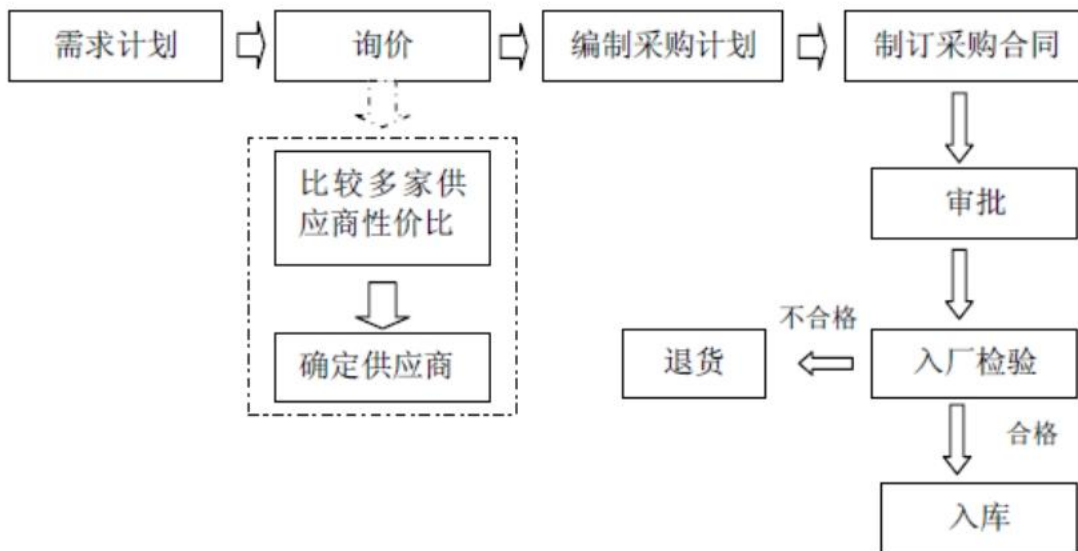 需求计划
询价
编制采购计划
制订采购合同
比较多家供
应商性价比
审批
不合格
确定供应商
退货
入厂检验
合格
入库